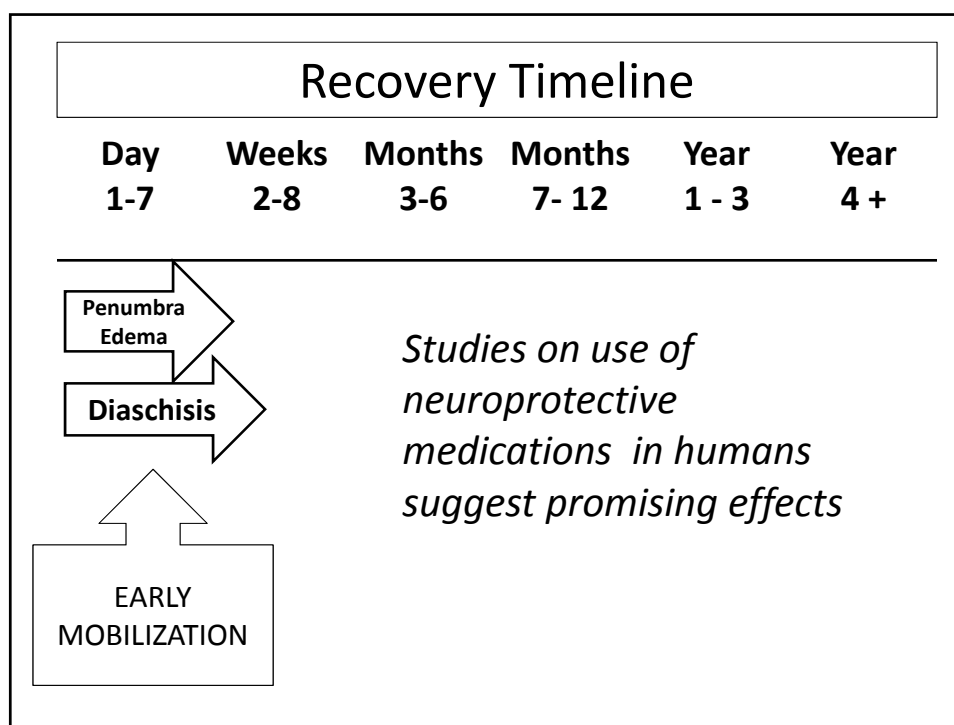 Recovery Timeline
Day Weeks Months Months Year Year
1-7 2-8 3-6 7- 12 1 - 3 4 +
Penumbra
Edema
Diaschisis
Studies on use of
neuroprotective
medications  in humans
suggest promising effects
EARLY
MOBILIZATION